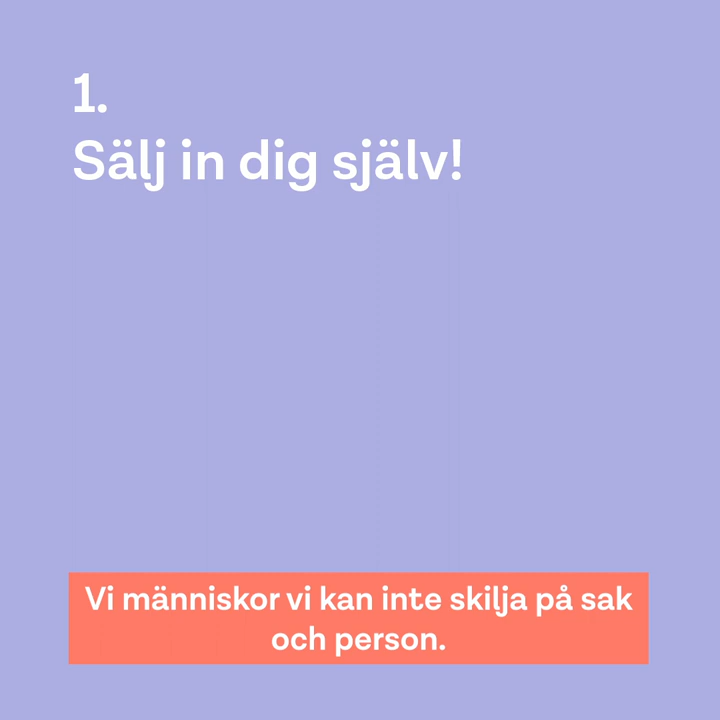 1.
Sälj in dig själv!
Vi människor vi kan inte skilja på sak
och person.